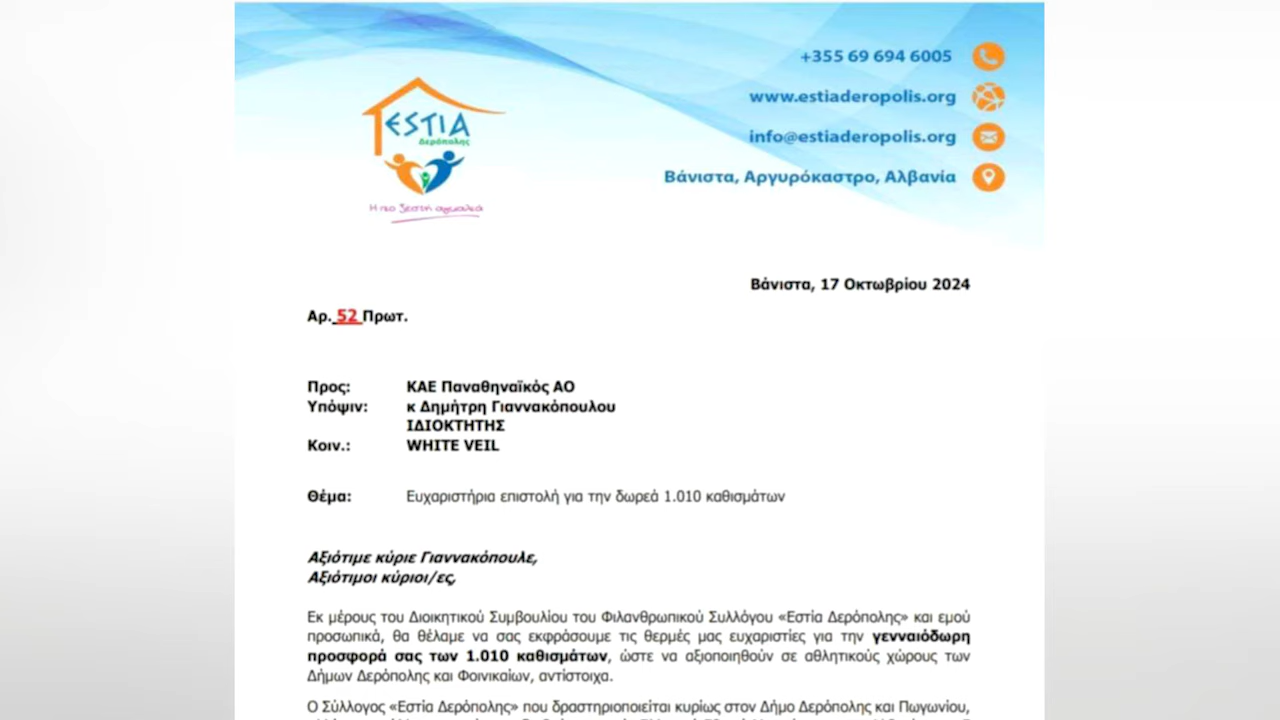 +355 69 694 6005
www.estiaderopolis.org
info@estiaderopolis.org
Βάνιστα, Αργυρόκαστρο, Αλβανία
ΕΣΤΙΑ
Δερόπολης
Η πιο ζεστή αγκαλιά
Βάνιστα, 17 Οκτωβρίου 2024
Αρ. 52 Πρωτ.
Προς: ΚΑΕ Παναθηναϊκός ΑΟ
Υπόψιν: κ Δημήτρη Γιαννακόπουλου
ΙΔΙΟΚΤΗΤΗΣ
Κοιν.: WHITE VEIL
Θέμα: Ευχαριστήρια επιστολή για την δωρεά 1.010 καθισμάτων
Αξιότιμε κύριε Γιαννακόπουλε,
Αξιότιμοι κύριοι/ες,
Εκ μέρους του Διοικητικού Συμβουλίου του Φιλανθρωπικού Συλλόγου «Εστία Δερόπολης» και εμού
προσωπικά, θα θέλαμε να σας εκφράσουμε τις θερμές μας ευχαριστίες για την γενναιόδωρη
προσφορά σας των 1.010 καθισμάτων, ώστε να αξιοποιηθούν σε αθλητικούς χώρους των
Δήμων Δερόπολης και Φοινικαίων, αντίστοιχα.
Ο Σύλλογος «Εστία Δερόπολης» που δραστηριοποιείται κυρίως στον Δήμο Δερόπολης και Πωγωνίου,